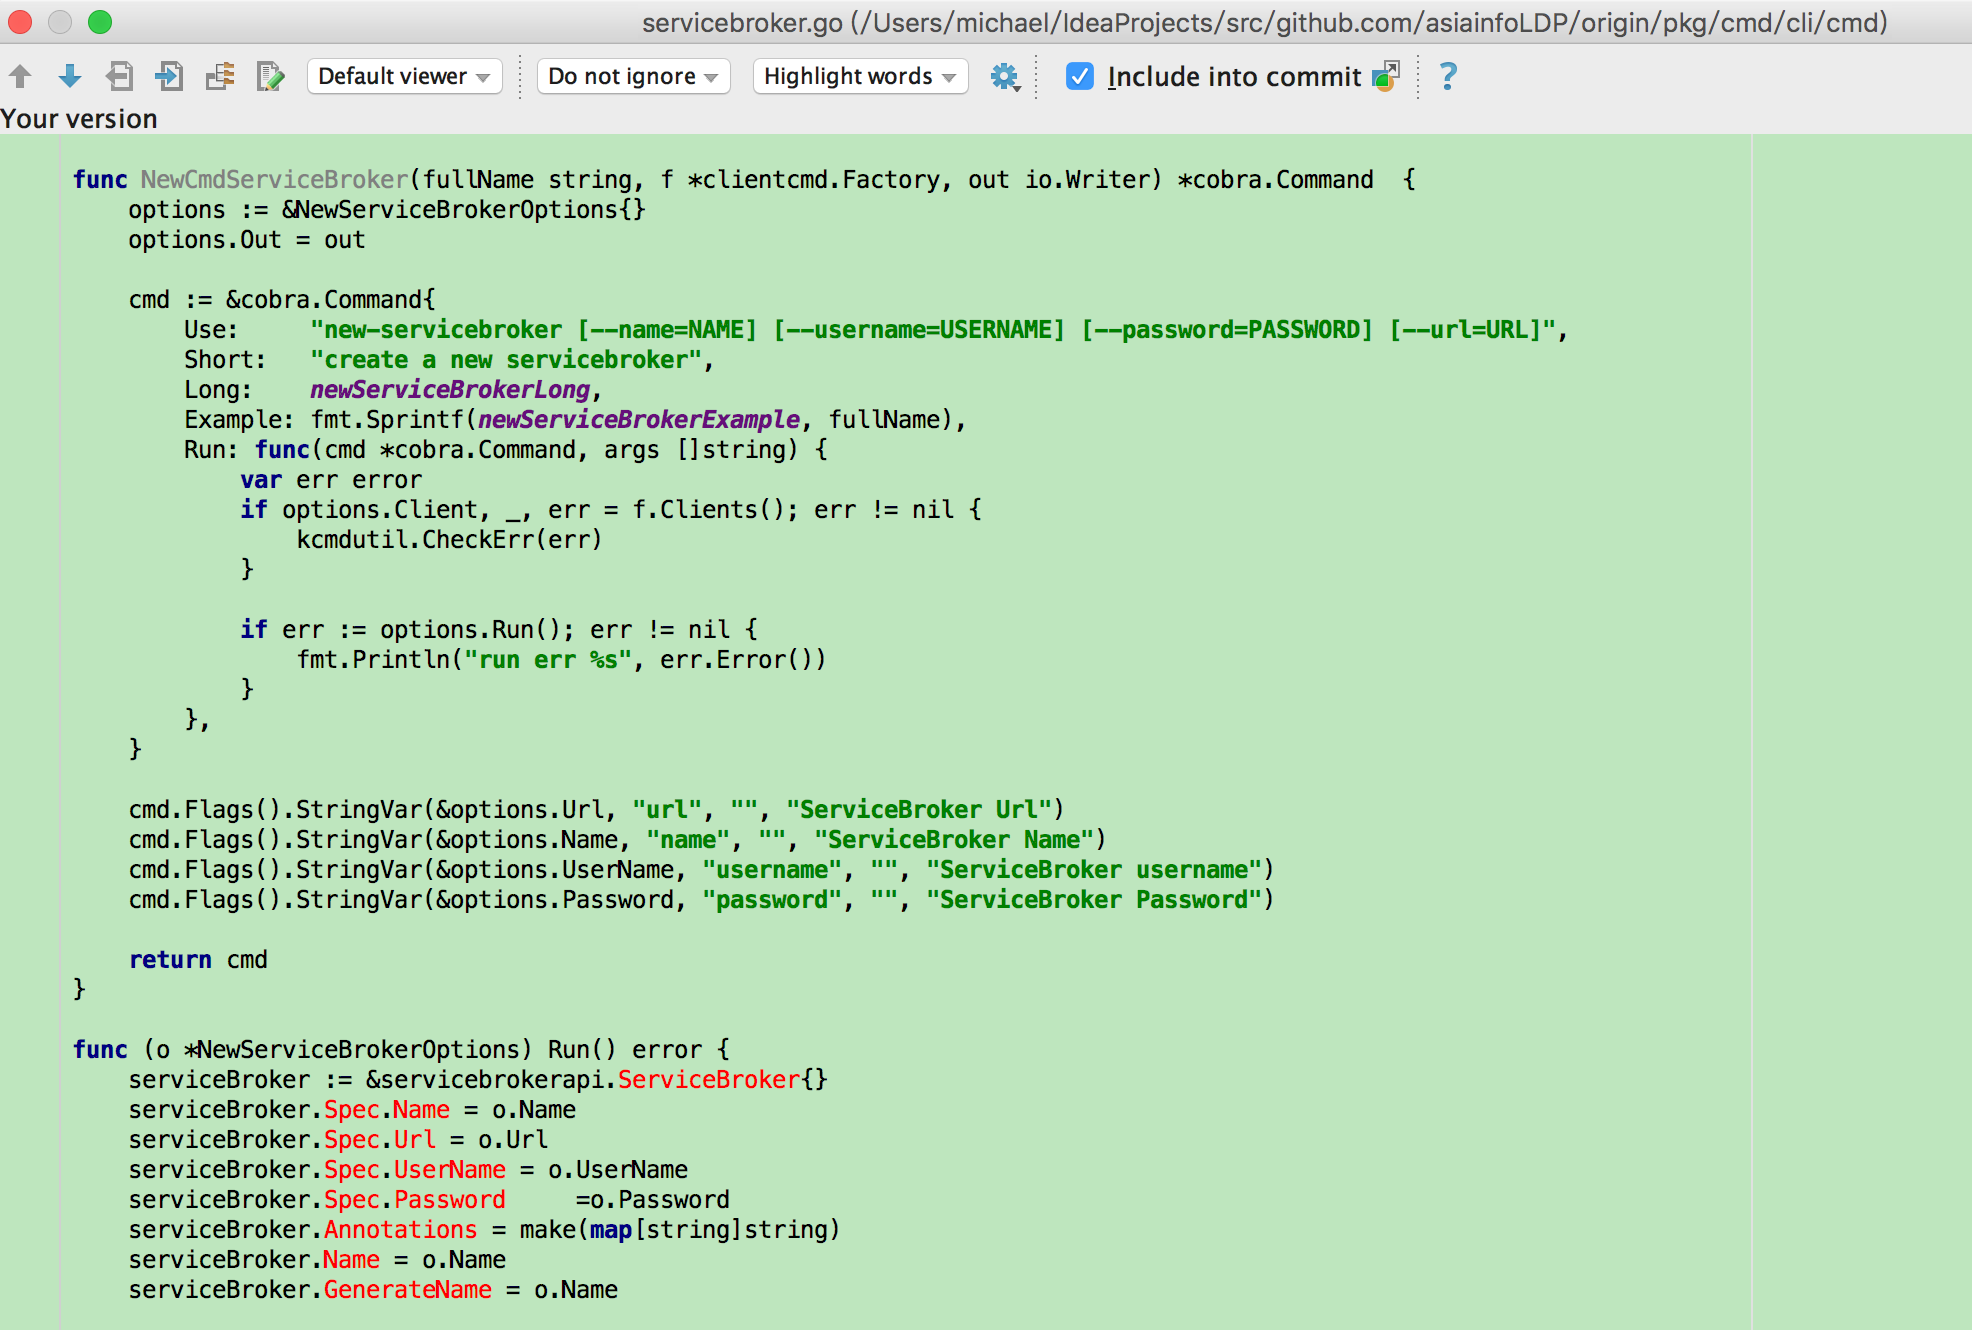 servicebroker.go (/Users/michael/IdeaProjects/src/github.com/asiainfoLDP/origin/pkg/cmd/cli/cmd)
Default viewer Do not ignore Highlight words Include into commit ?
Your version
func NewCmdServiceBroker(fullName string, f *clientcmd.Factory, out io.Writer) *cobra.Command  {
    options := &NewServiceBrokerOptions{}
    options.Out = out
    cmd := &cobra.Command{
        Use:     "new-servicebroker [--name=NAME] [--username=USERNAME] [--password=PASSWORD] [--url=URL]",
        Short:   "create a new servicebroker",
        Long:    newServiceBrokerLong,
        Example: fmt.Sprintf(newServiceBrokerExample, fullName),
        Run: func(cmd *cobra.Command, args []string) {
            var err error
            if options.Client, _, err = f.Clients(); err != nil {
                kcmdutil.CheckErr(err)
            }
            if err := options.Run(); err != nil {
                fmt.Println("run err %s", err.Error())
            }
        },
    }
    cmd.Flags().StringVar(&options.Url, "url", "", "ServiceBroker Url")
    cmd.Flags().StringVar(&options.Name, "name", "", "ServiceBroker Name")
    cmd.Flags().StringVar(&options.UserName, "username", "", "ServiceBroker username")
    cmd.Flags().StringVar(&options.Password, "password", "", "ServiceBroker Password")
    return cmd
}
func (o *NewServiceBrokerOptions) Run() error {
    serviceBroker := &servicebrokerapi.ServiceBroker{}
    serviceBroker.Spec.Name = o.Name
    serviceBroker.Spec.Url = o.Url
    serviceBroker.Spec.UserName = o.UserName
    serviceBroker.Spec.Password     =o.Password
    serviceBroker.Annotations = make(map[string]string)
    serviceBroker.Name = o.Name
    serviceBroker.GenerateName = o.Name